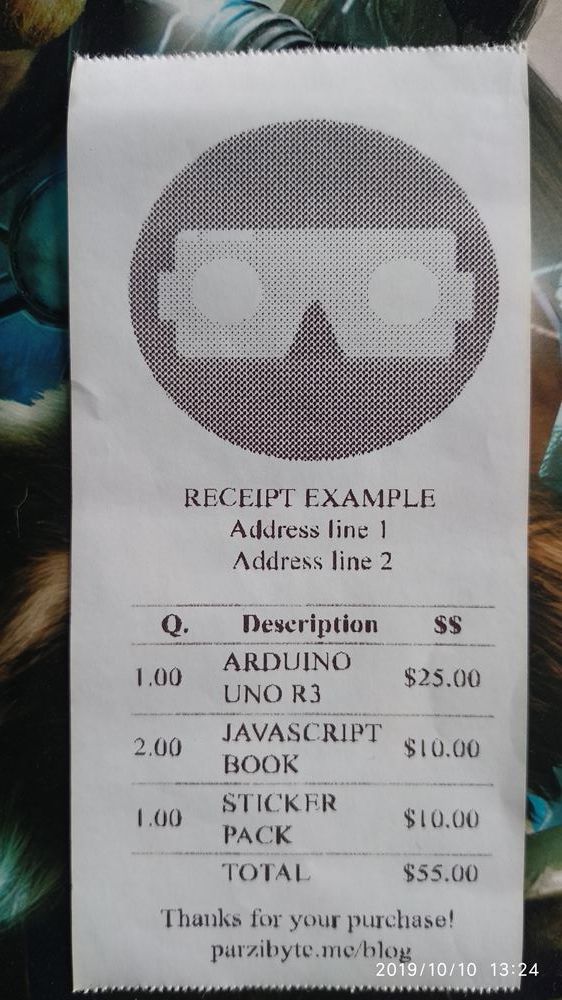 RECEIPT EXAMPLE
Address line 1
Address line 2
Q. Description $$
1.00 ARDUINO UNO R3 $25.00
2.00 JAVASCRIPT BOOK $10.00
1.00 STICKER PACK $10.00
TOTAL $55.00
Thanks for your purchase!
parzibyte.me/blog
2019/10/10 13:24